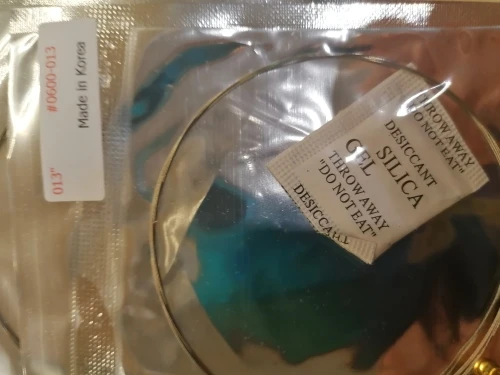 #0600-013
Made in Korea
013"
THROW AWAY
"DO NOT EAT"
DESICCANT
SILICA
GEL
THROW AWAY
"DO NOT EAT"
DESICCANT